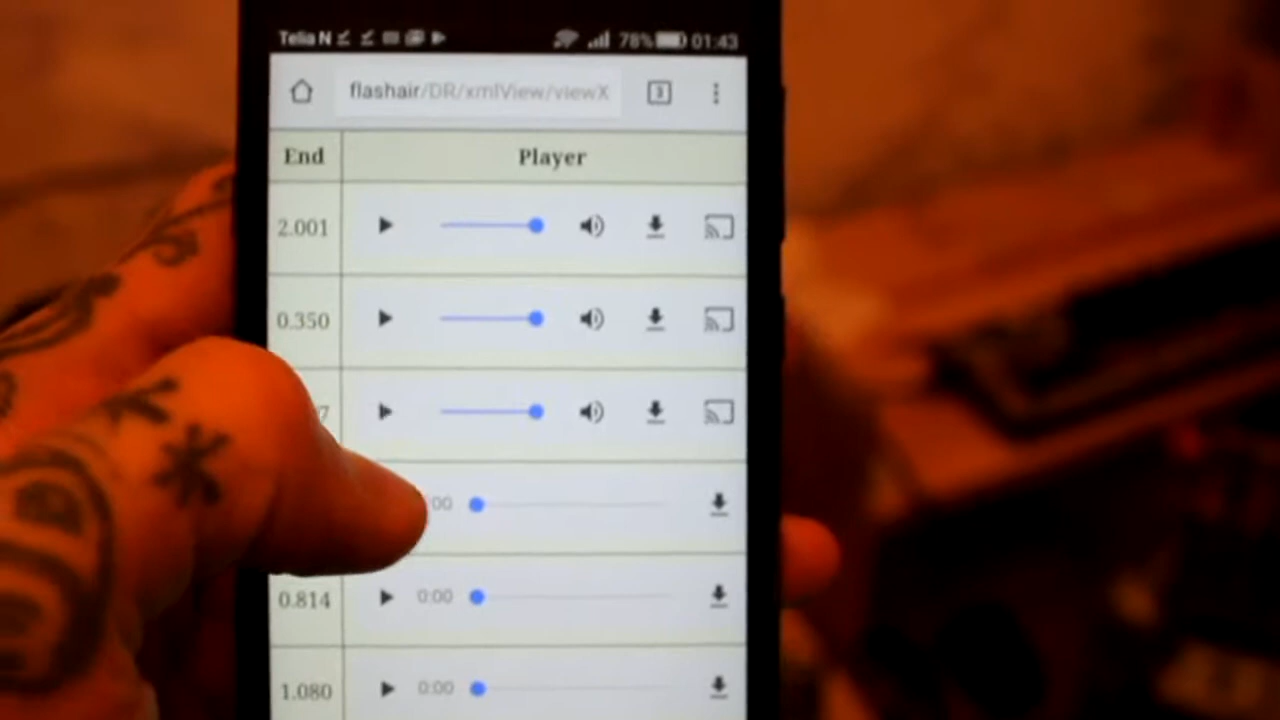 Telia N 78% 01:43
flashair/DR/xmlView/viewX 3
End Player
2.001
0.350
7
:00
0.814 0:00
1.080 0:00